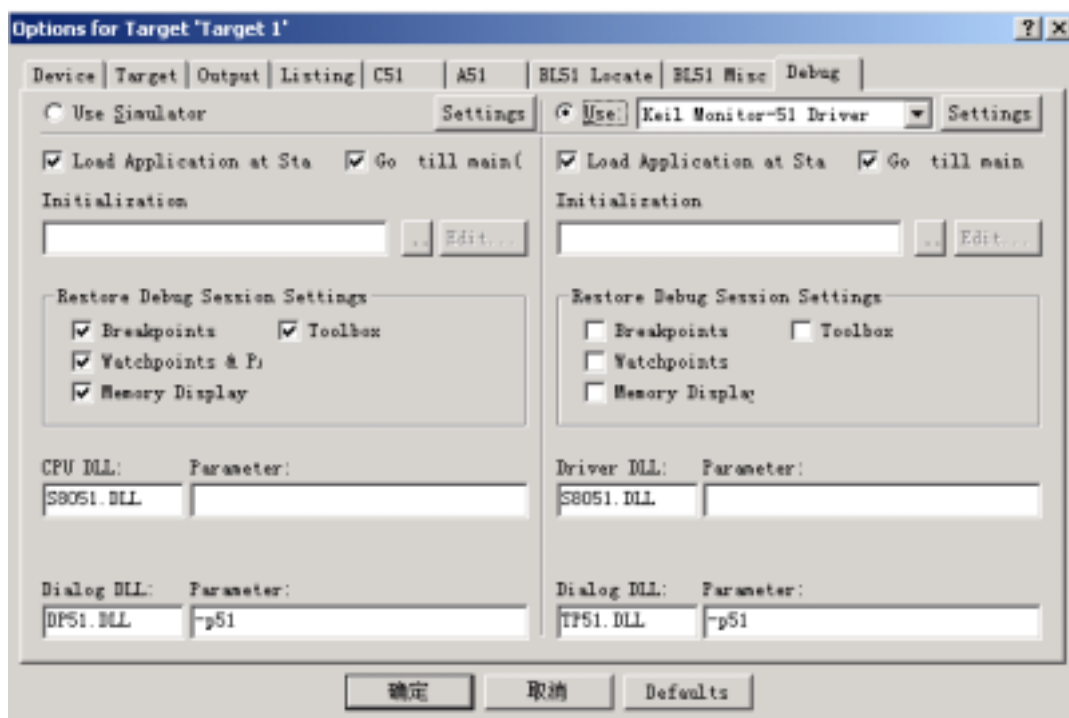 Options for Target 'Target 1'
Device Target Output Listing C51 A51 BL51 Locate BL51 Misc Debug
Use Simulator Settings Use: Keil Monitor-51 Driver Settings
Load Application at Sta Go till main( Load Application at Sta Go till main
Initialization Initialization
.. Edit... .. Edit...
Restore Debug Session Settings Restore Debug Session Settings
Breakpoints Toolbox Breakpoints Toolbox
Watchpoints & Pa Watchpoints
Memory Display Memory Display
CPU DLL: Parameter: Driver DLL: Parameter:
S8051.DLL S8051.DLL
Dialog DLL: Parameter: Dialog DLL: Parameter:
DP51.DLL -p51 TP51.DLL -p51
确定 取消 Defaults